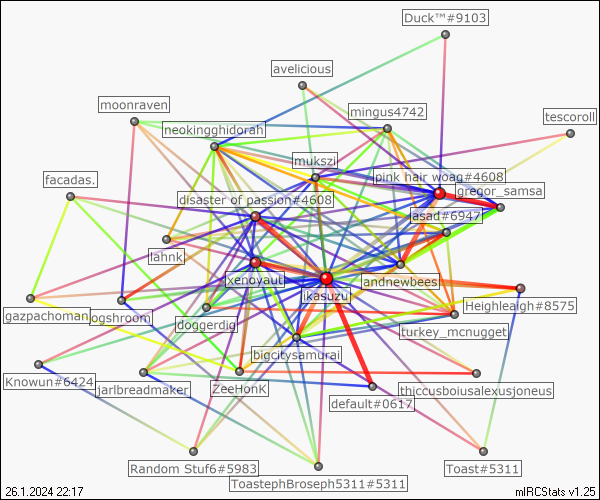 Duck™#9103
avelicious
moonraven
mingus4742
tescoroll
neokingghidorah
mukszi
pink hair woag#4608
facadas.
gregor_samsa
disaster of passion#4608
asad#6947
lahnk
xenoyaut
andnewbees
ikasuzu
Heighleaigh#8575
gazpachoman
ogshroom
doggerdig
turkey_mcnugget
bigcitysamurai
Knowun#6424
jarlbreadmaker
ZeeHonK
thiccusboiusalexusjoneus
default#0617
Random Stuf6#5983
Toast#5311
ToastephBroseph5311#5311
26.1.2024 22:17
mIRCStats v1.25